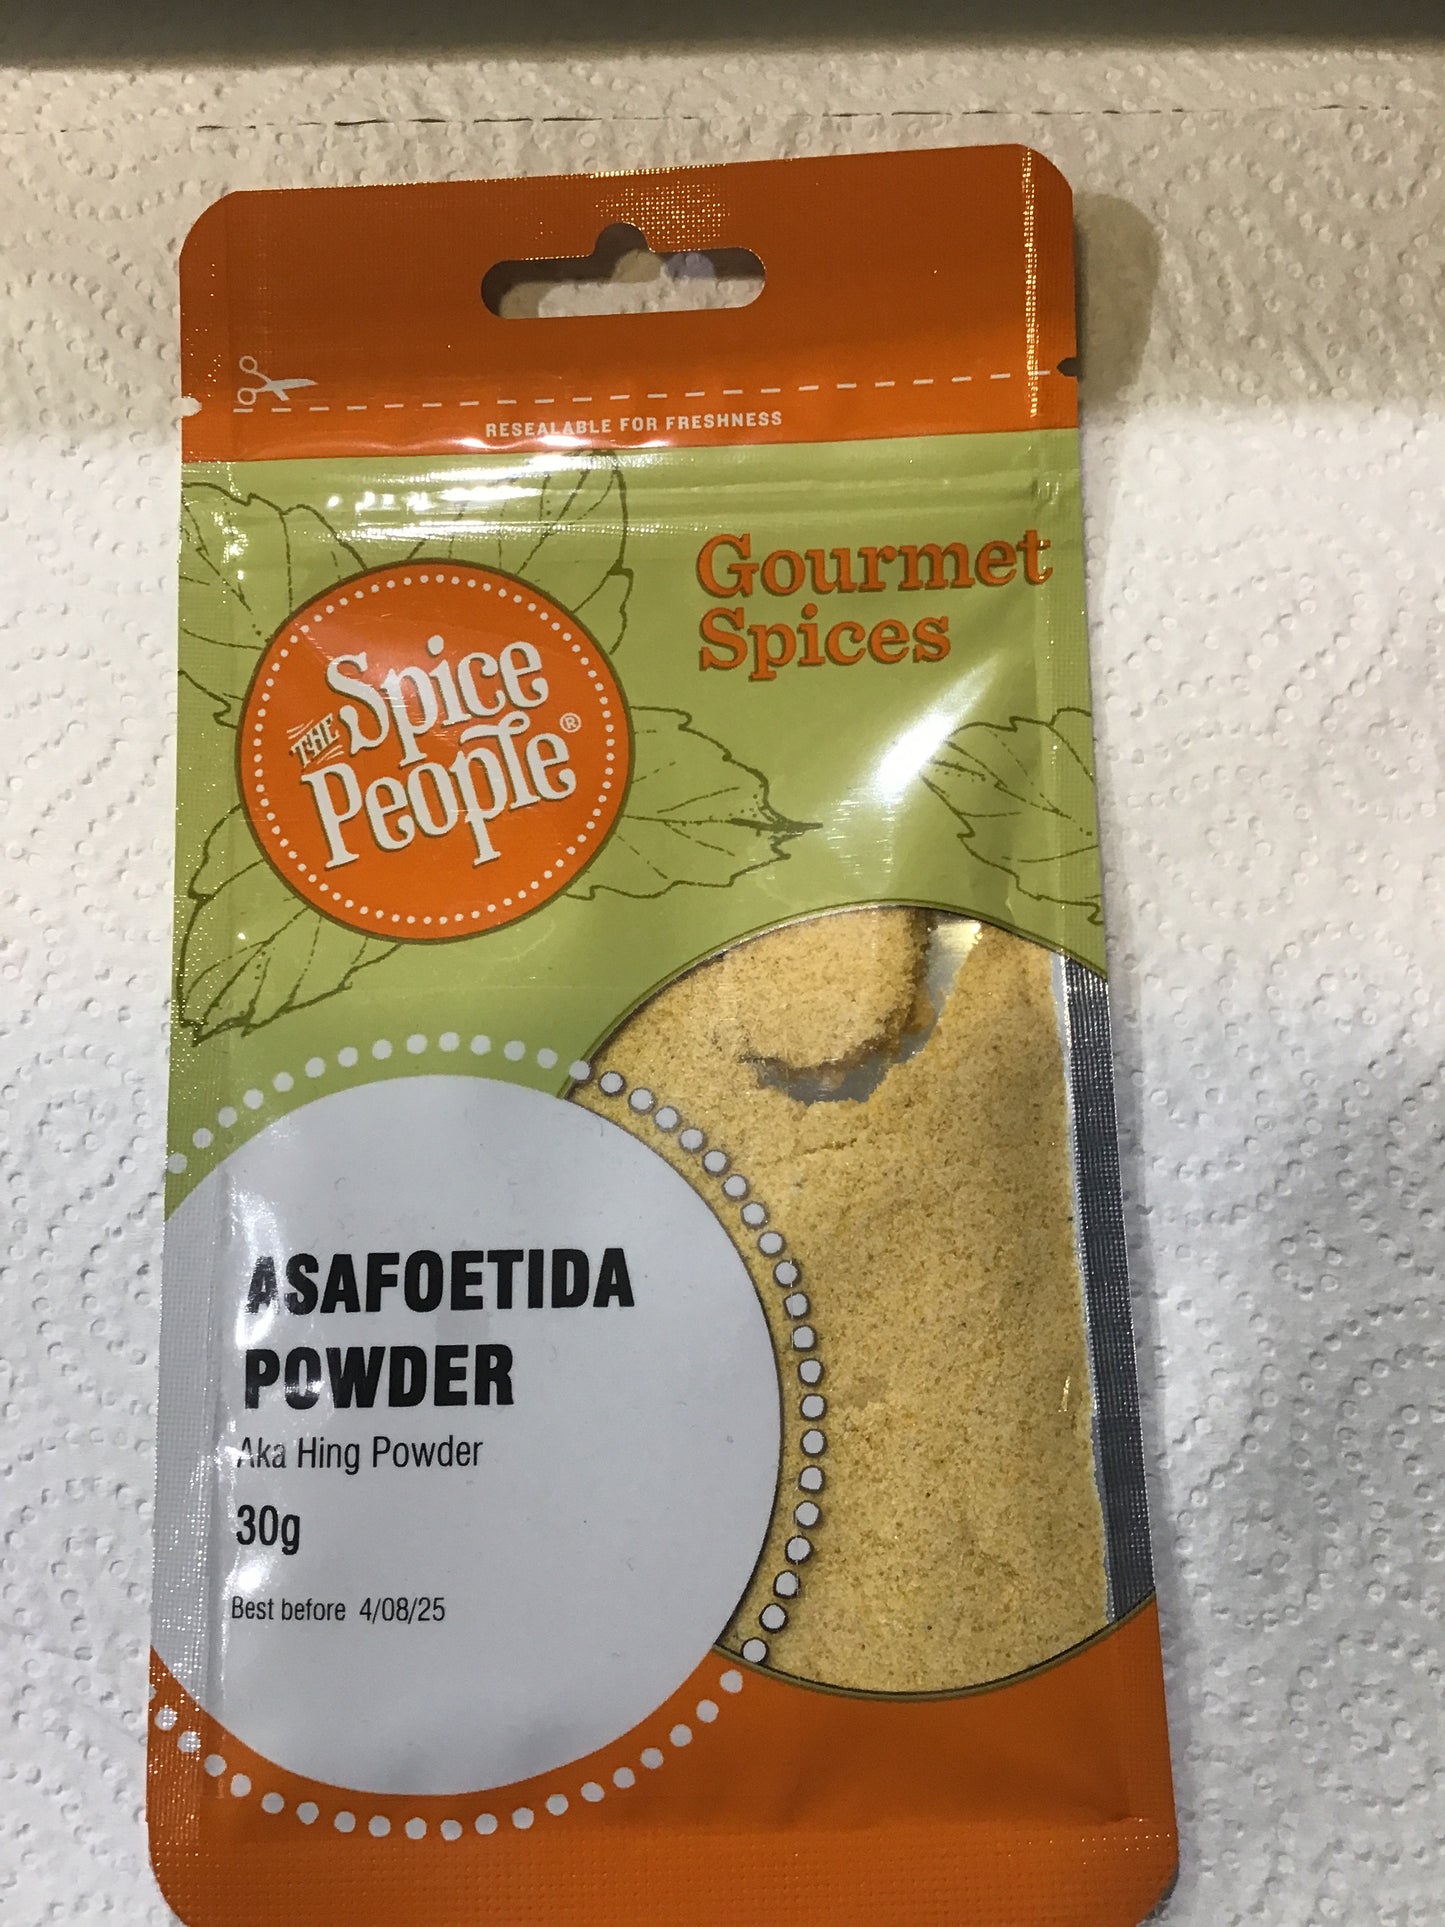 RESEALABLE FOR FRESHNESS
Gourmet
Spices
THE Spice
People®
ASAFOETIDA
POWDER
Aka Hing Powder
30g
Best before 4/08/25